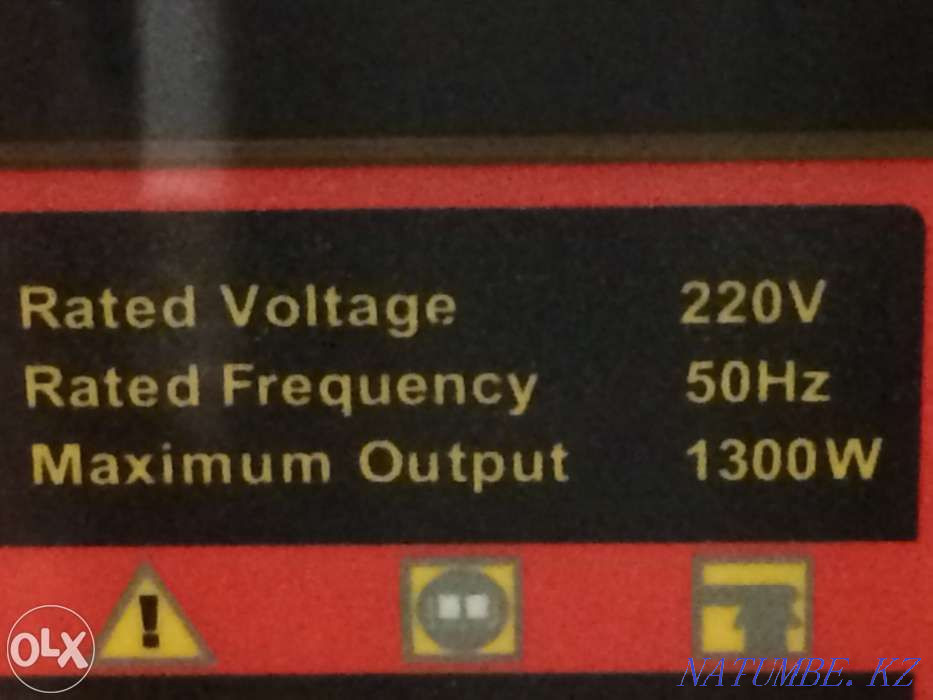 Rated Voltage 220V
Rated Frequency 50Hz
Maximum Output 1300W
!
OLX
NATUMBE.KZ